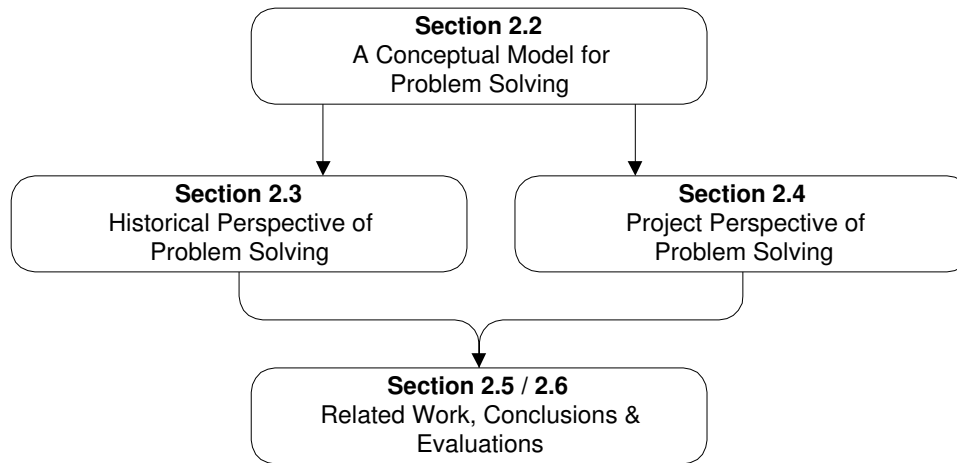 Section 2.2
A Conceptual Model for
Problem Solving
Section 2.3
Historical Perspective of
Problem Solving
Section 2.4
Project Perspective of
Problem Solving
Section 2.5 / 2.6
Related Work, Conclusions &
Evaluations